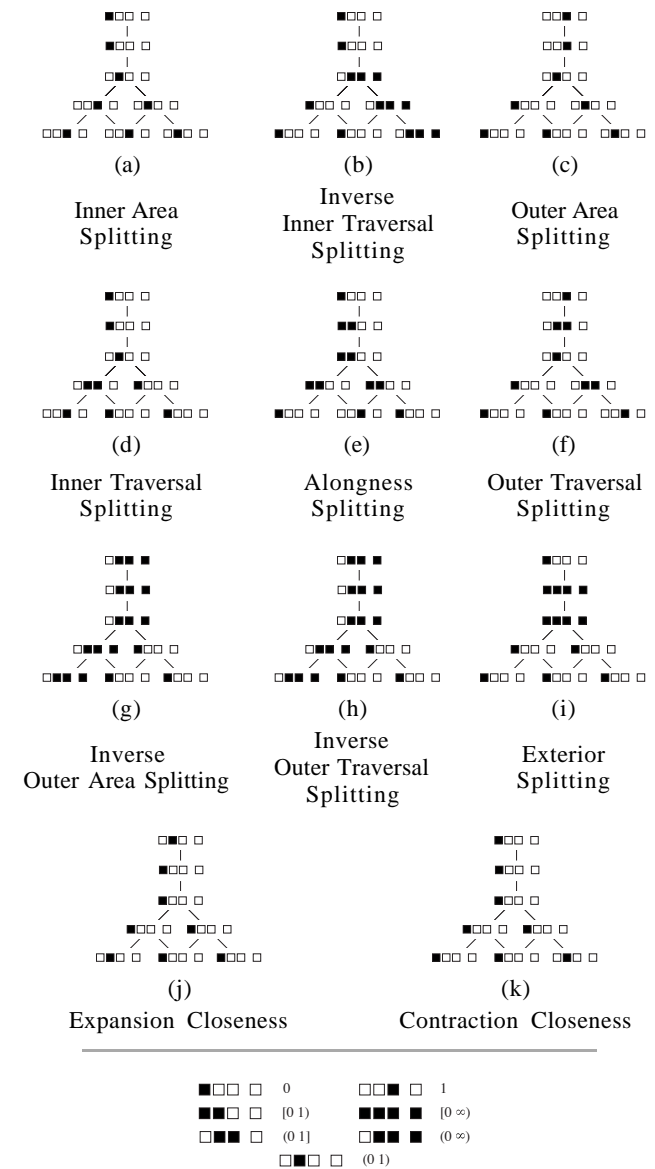 (a) (b) (c)
Inner Area Splitting
Inverse Inner Traversal Splitting
Outer Area Splitting
(d) (e) (f)
Inner Traversal Splitting
Alongness Splitting
Outer Traversal Splitting
(g) (h) (i)
Inverse Outer Area Splitting
Inverse Outer Traversal Splitting
Exterior Splitting
(j) (k)
Expansion Closeness Contraction Closeness
0 1
[0 1) [0 ∞)
(0 1] (0 ∞)
(0 1)